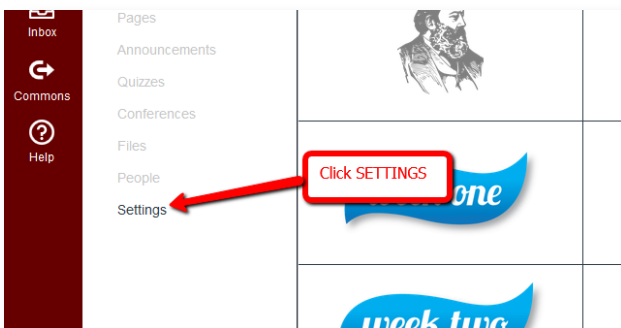 Inbox
Commons
Help
Pages
Announcements
Quizzes
Conferences
Files
People
Settings
Click SETTINGS
one
week two